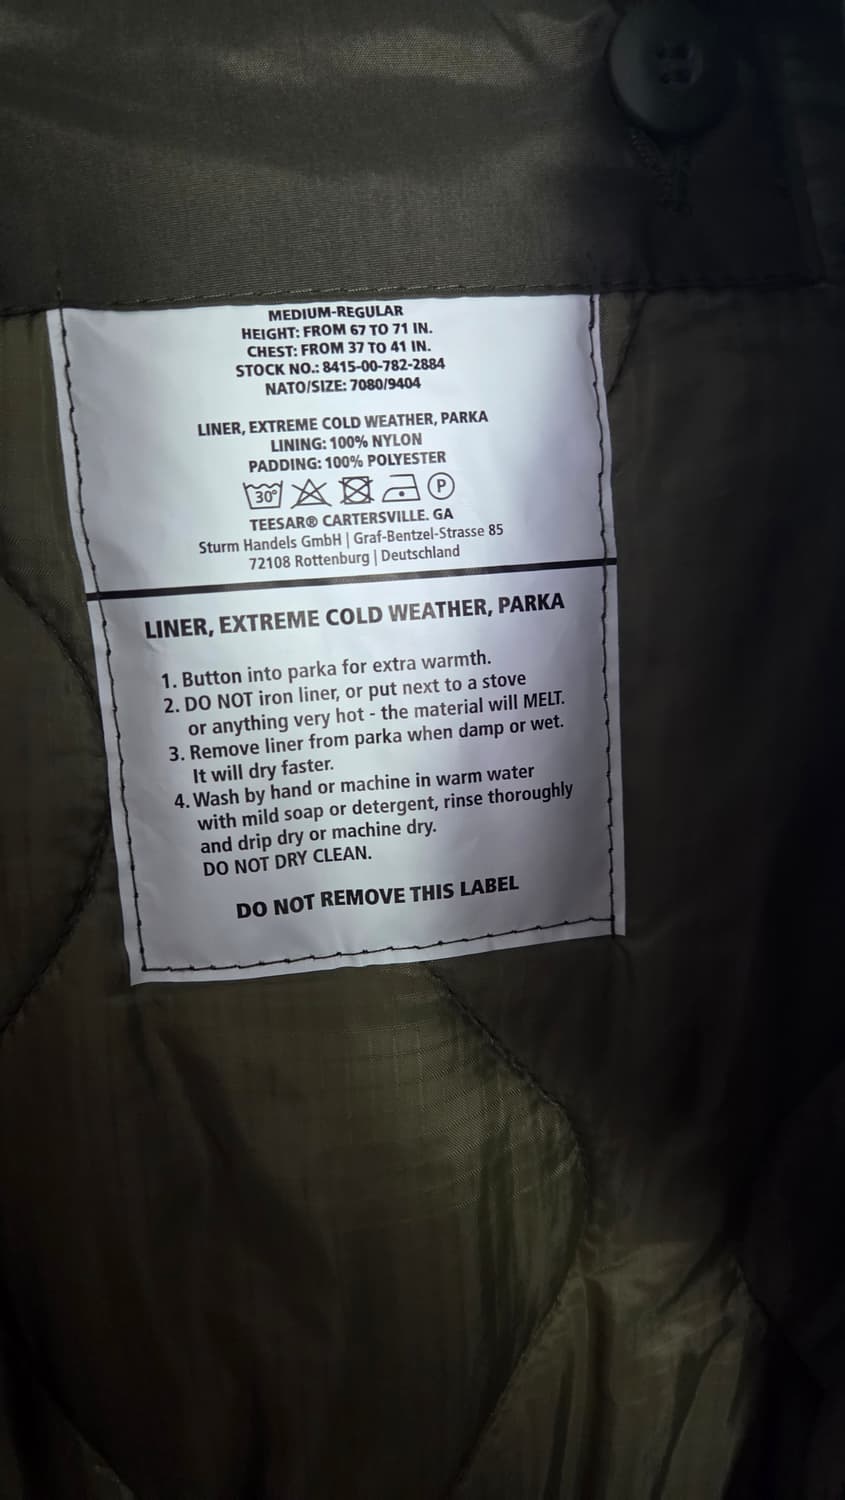 MEDIUM-REGULAR
HEIGHT: FROM 67 TO 71 IN.
CHEST: FROM 37 TO 41 IN.
STOCK NO.: 8415-00-782-2884
NATO/SIZE: 7080/9404
LINER, EXTREME COLD WEATHER, PARKA
LINING: 100% NYLON
PADDING: 100% POLYESTER
30° P
TEESAR® CARTERSVILLE. GA
Sturm Handels GmbH | Graf-Bentzel-Strasse 85
72108 Rottenburg | Deutschland
LINER, EXTREME COLD WEATHER, PARKA
1. Button into parka for extra warmth.
2. DO NOT iron liner, or put next to a stove
or anything very hot - the material will MELT.
3. Remove liner from parka when damp or wet.
It will dry faster.
4. Wash by hand or machine in warm water
with mild soap or detergent, rinse thoroughly
and drip dry or machine dry.
DO NOT DRY CLEAN.
DO NOT REMOVE THIS LABEL